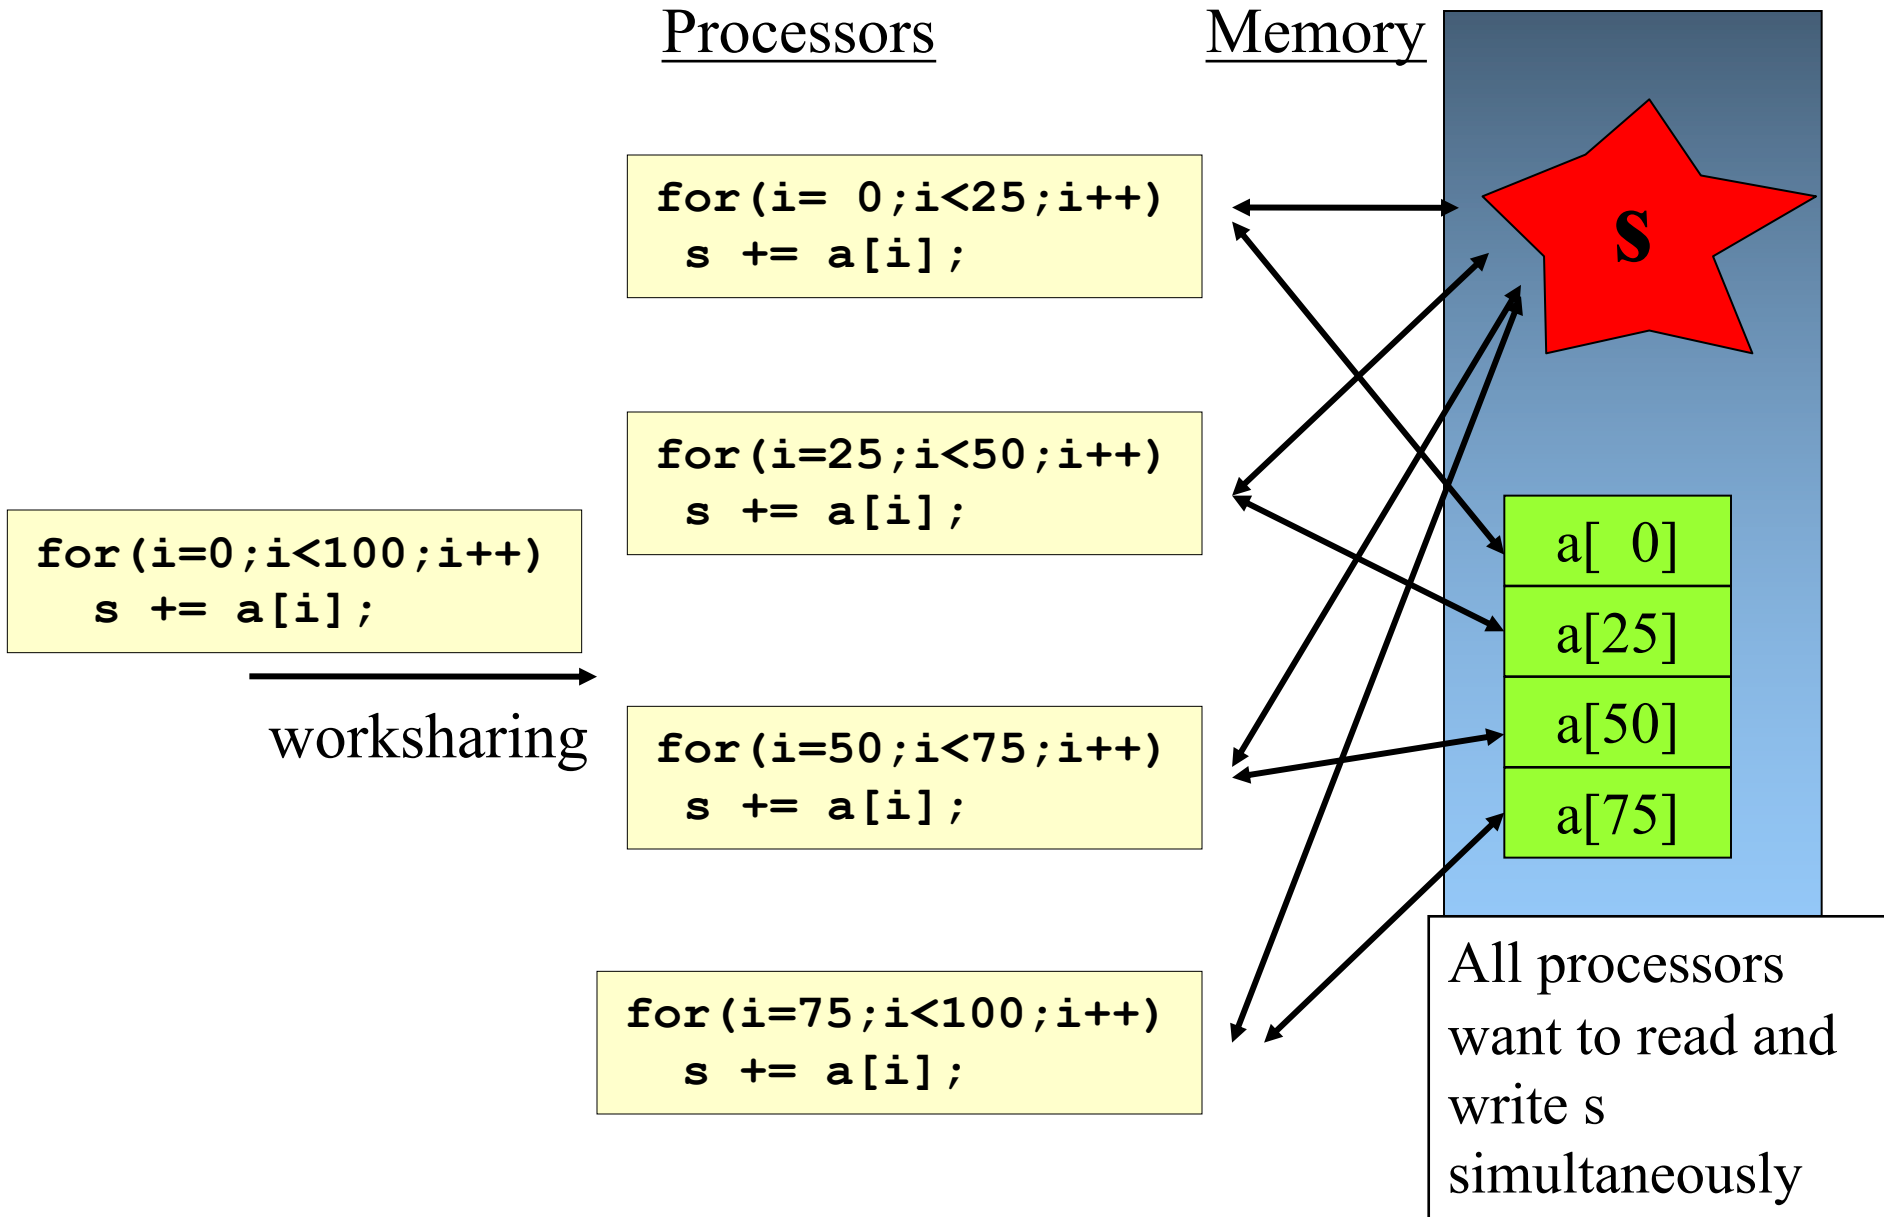 Processors
Memory
for(i= 0;i<25;i++)
s += a[i];
s
for(i=25;i<50;i++)
s += a[i];
for(i=0;i<100;i++)
s += a[i];
worksharing
for(i=50;i<75;i++)
s += a[i];
for(i=75;i<100;i++)
s += a[i];
a[ 0]
a[25]
a[50]
a[75]
All processors
want to read and
write s
simultaneously